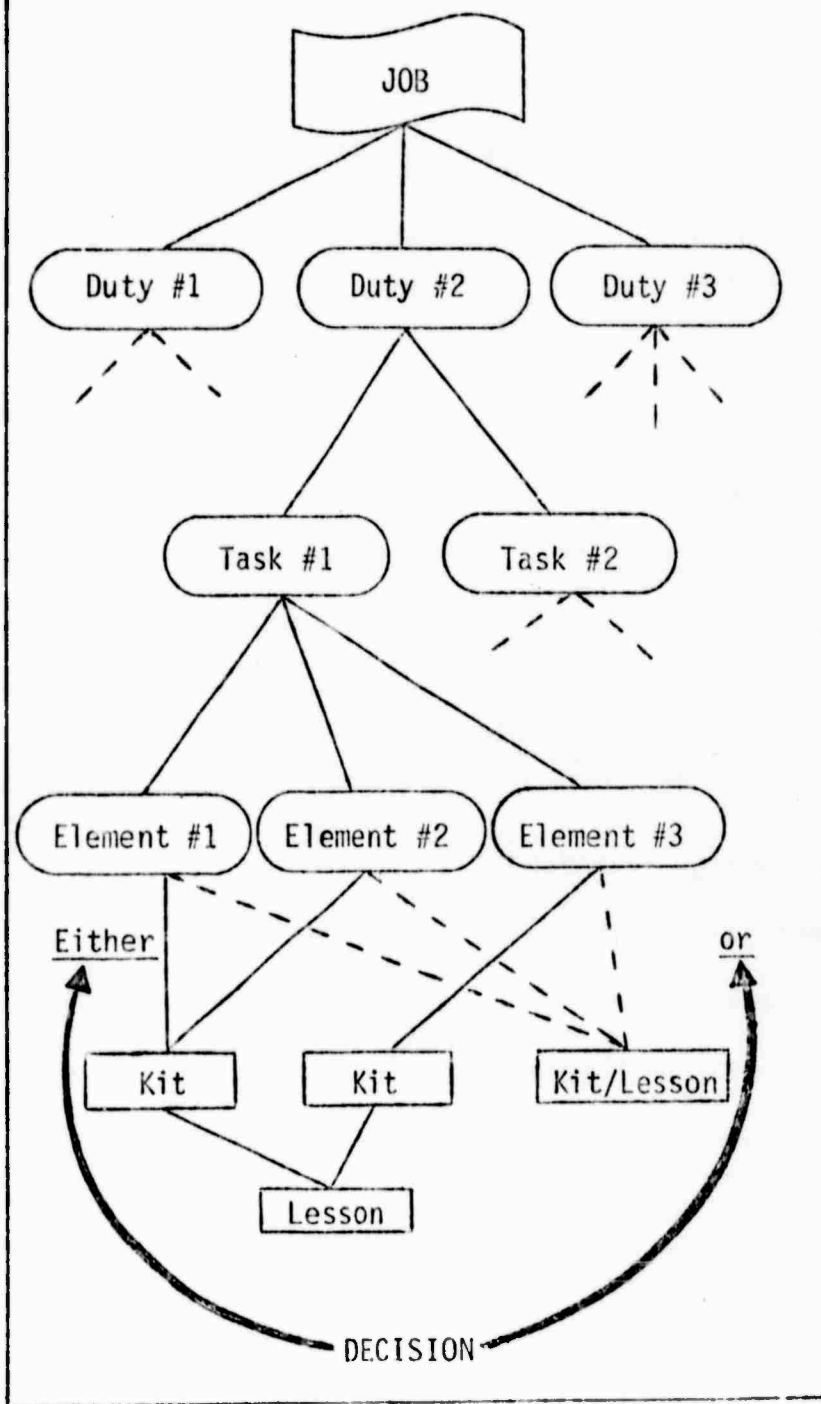 JOB
Duty #1
Duty #2
Duty #3
Task #1
Task #2
Element #1
Element #2
Element #3
Either
or
Kit
Kit
Kit/Lesson
Lesson
DECISION